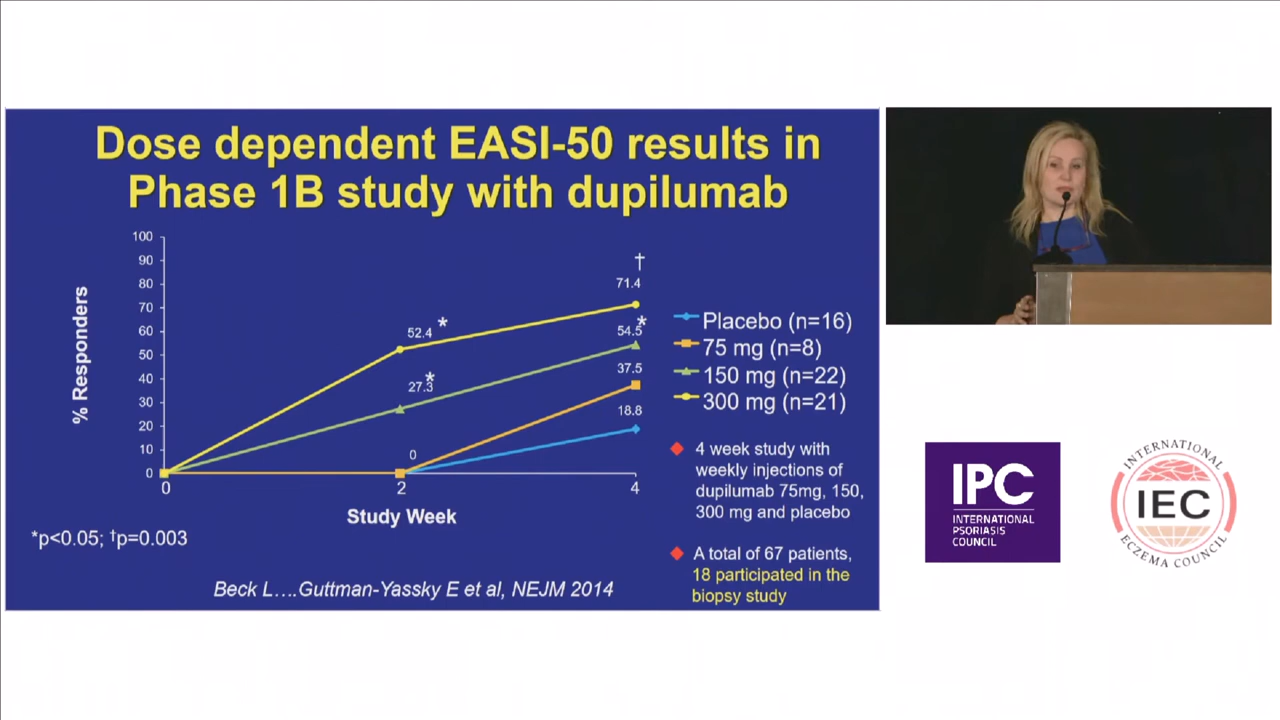 Dose dependent EASI-50 results in
Phase 1B study with dupilumab
% Responders
100
90
80
70
60
50
40
30
20
10
0
0
2
4
Study Week
52.4 *
27.3
*
0
†
71.4
*
54.5
37.5
18.8
Placebo (n=16)
75 mg (n=8)
150 mg (n=22)
300 mg (n=21)
4 week study with
weekly injections of
dupilumab 75mg, 150,
300 mg and placebo
A total of 67 patients,
18 participated in the
biopsy study
*p<0.05; †p=0.003
Beck L….Guttman-Yassky E et al, NEJM 2014
IPC
INTERNATIONAL
PSORIASIS
COUNCIL
INTERNATIONAL
IEC
ECZEMA COUNCIL